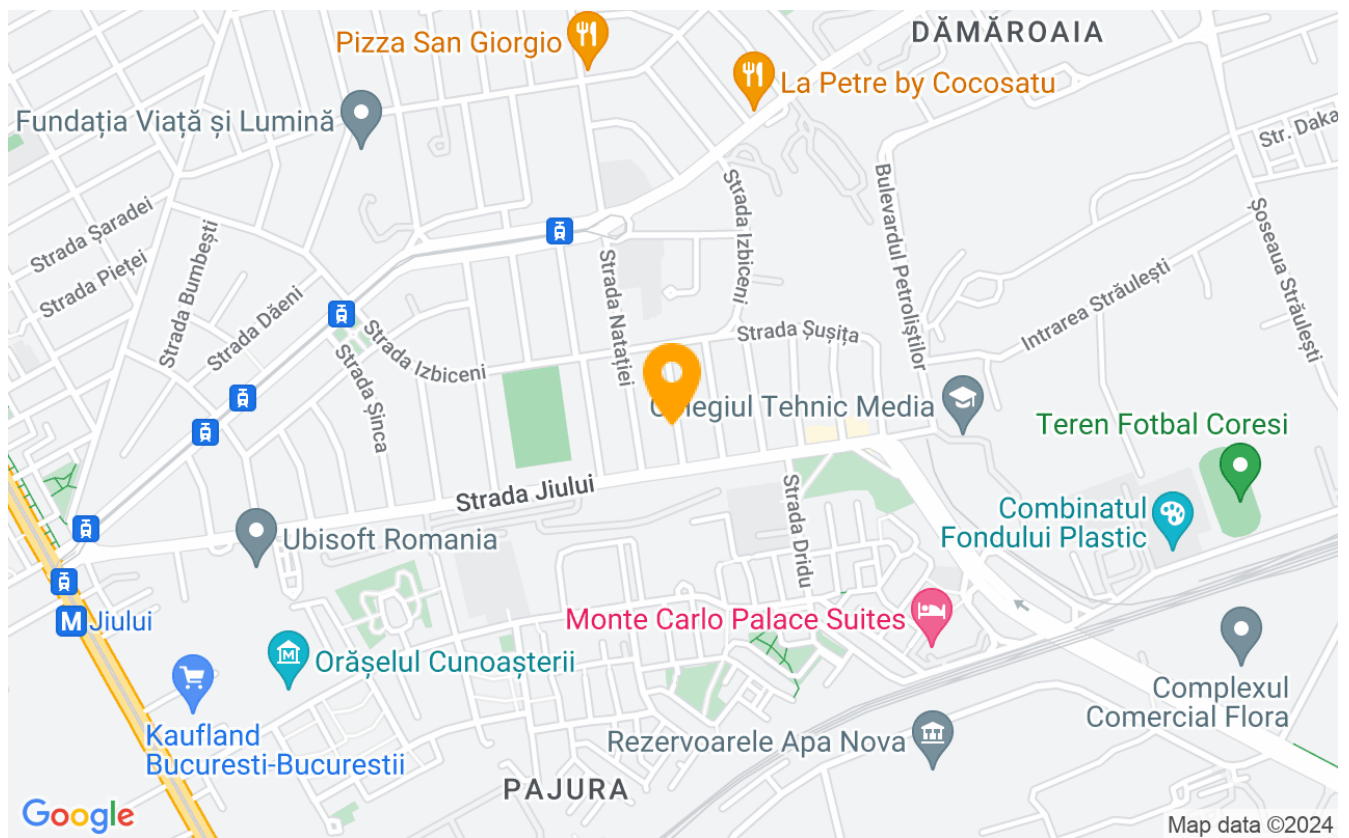 DĂMĂROAIA
Pizza San Giorgio
La Petre by Cocosatu
Fundația Viață și Lumină
Str. Daka
Strada Șaradei
Strada Pieței
Strada Bumbești
Strada Dăeni
Strada Izbiceni
Strada Șinca
Strada Natației
Strada Izbiceni
Strada Șușița
Bulevardul Petroliștilor
Intrarea Străulești
Șoseaua Străulești
legiul Tehnic Media
Teren Fotbal Coresi
Strada Jiului
Strada Dridu
Combinatul
Fondului Plastic
Ubisoft Romania
M Jiului
Monte Carlo Palace Suites
Orășelul Cunoașterii
M
Kaufland
Bucuresti-Bucurestii
Complexul
Comercial Flora
Rezervoarele Apa Nova
PAJURA
Google
Map data ©2024